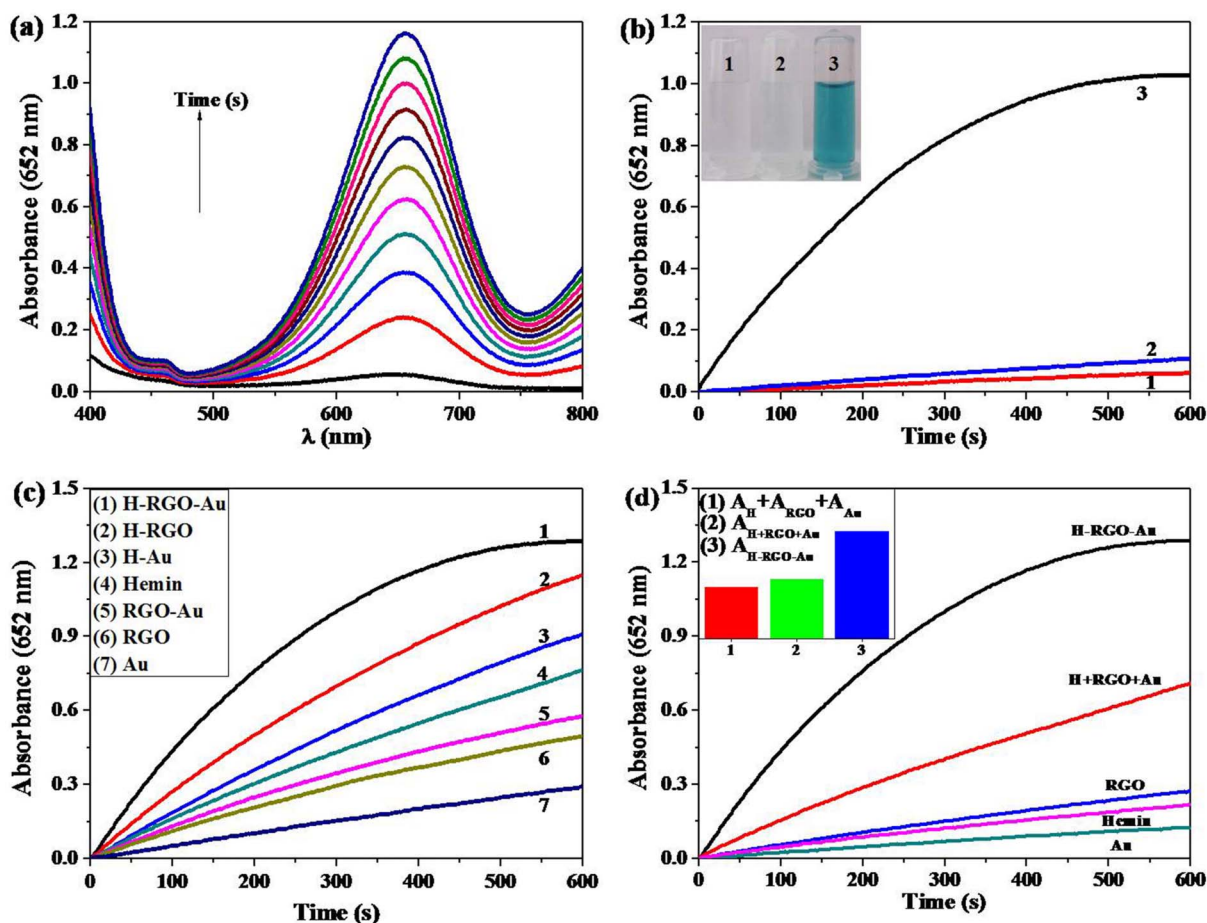 (a)
Absorbance (652 nm)
1.2
1.0
0.8
0.6
0.4
0.2
0.0
Time (s)
400
500
600
700
800
λ (nm)
(b)
Absorbance (652 nm)
1.2
1.0
0.8
0.6
0.4
0.2
0.0
1 2 3
3
2
1
0
100
200
300
400
500
600
Time (s)
(c)
Absorbance (652 nm)
1.5
1.2
0.9
0.6
0.3
0.0
(1) H-RGO-Au
(2) H-RGO
(3) H-Au
(4) Hemin
(5) RGO-Au
(6) RGO
(7) Au
1
2
3
4
5
6
7
0
100
200
300
400
500
600
Time (s)
(d)
Absorbance (652 nm)
1.5
1.2
0.9
0.6
0.3
0.0
(1) AH+ARGO+AAu
(2) AH+RGO+Au
(3) AH-RGO-Au
1 2 3
H-RGO-Au
H+RGO+Au
RGO
Hemin
Au
0
100
200
300
400
500
600
Time (s)